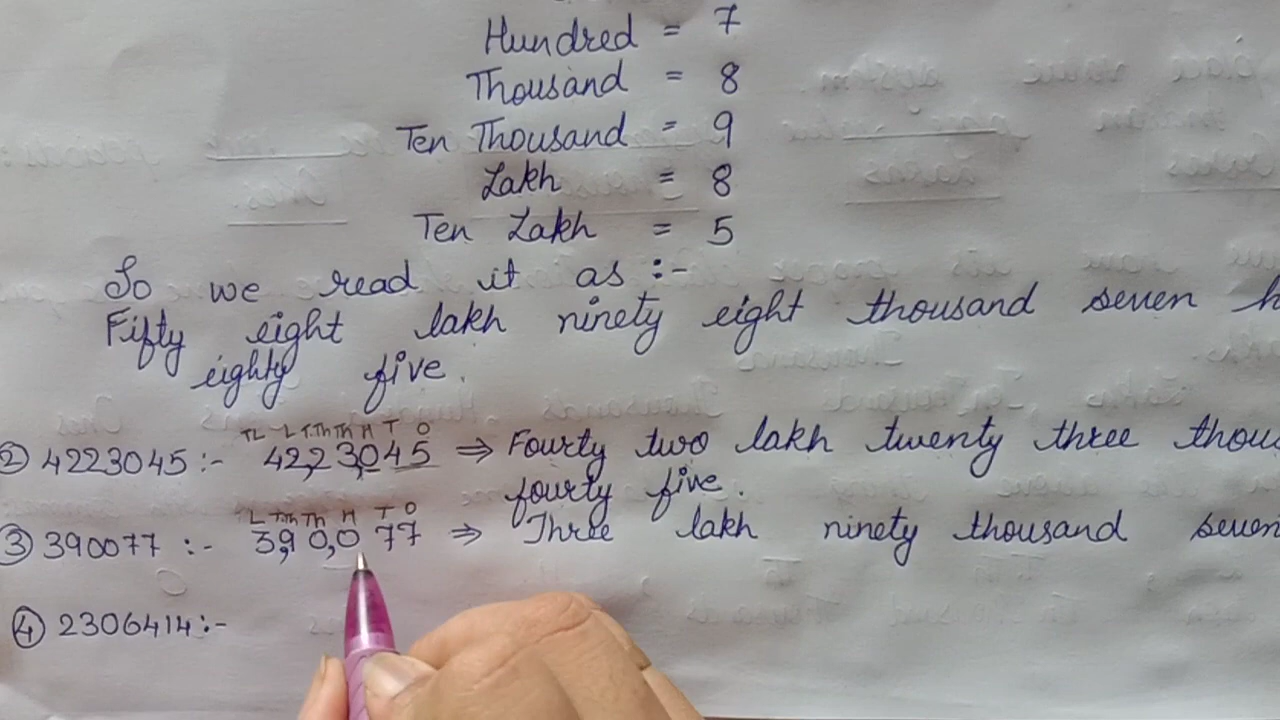 Hundred = 7
Thousand = 8
Ten Thousand = 9
Lakh = 8
Ten Lakh = 5
So we read it as :-
Fifty eight lakh ninety eight thousand seven h
eighty five.
TL L T.Th Th H T O
② 4223045 :- 42,23,045 ⇒ Fourty two lakh twenty three thous
fourty five.
L T.Th Th H T O
③ 390077 :- 3,90,077 ⇒ Three lakh ninety thousand seven
④ 2306414 :-